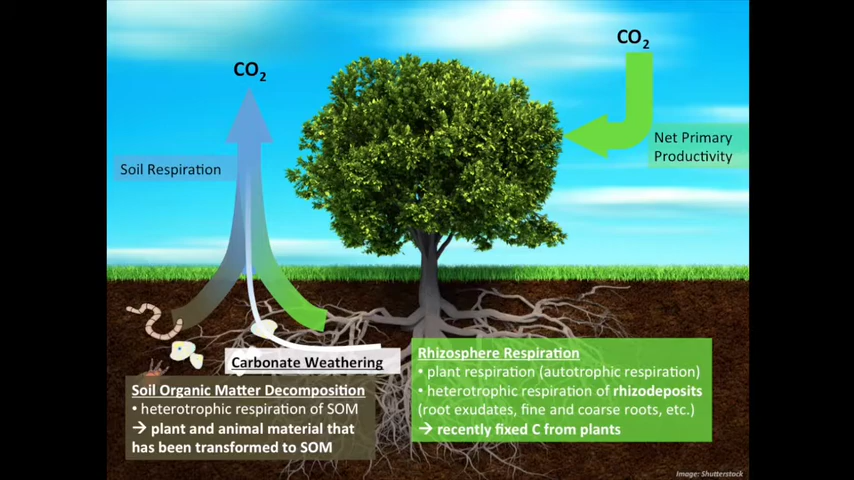 CO2
CO2
Net Primary
Productivity
Soil Respiration
Carbonate Weathering
Soil Organic Matter Decomposition
• heterotrophic respiration of SOM
→ plant and animal material that
has been transformed to SOM
Rhizosphere Respiration
• plant respiration (autotrophic respiration)
• heterotrophic respiration of rhizodeposits
(root exudates, fine and coarse roots, etc.)
→ recently fixed C from plants
Image: Shutterstock